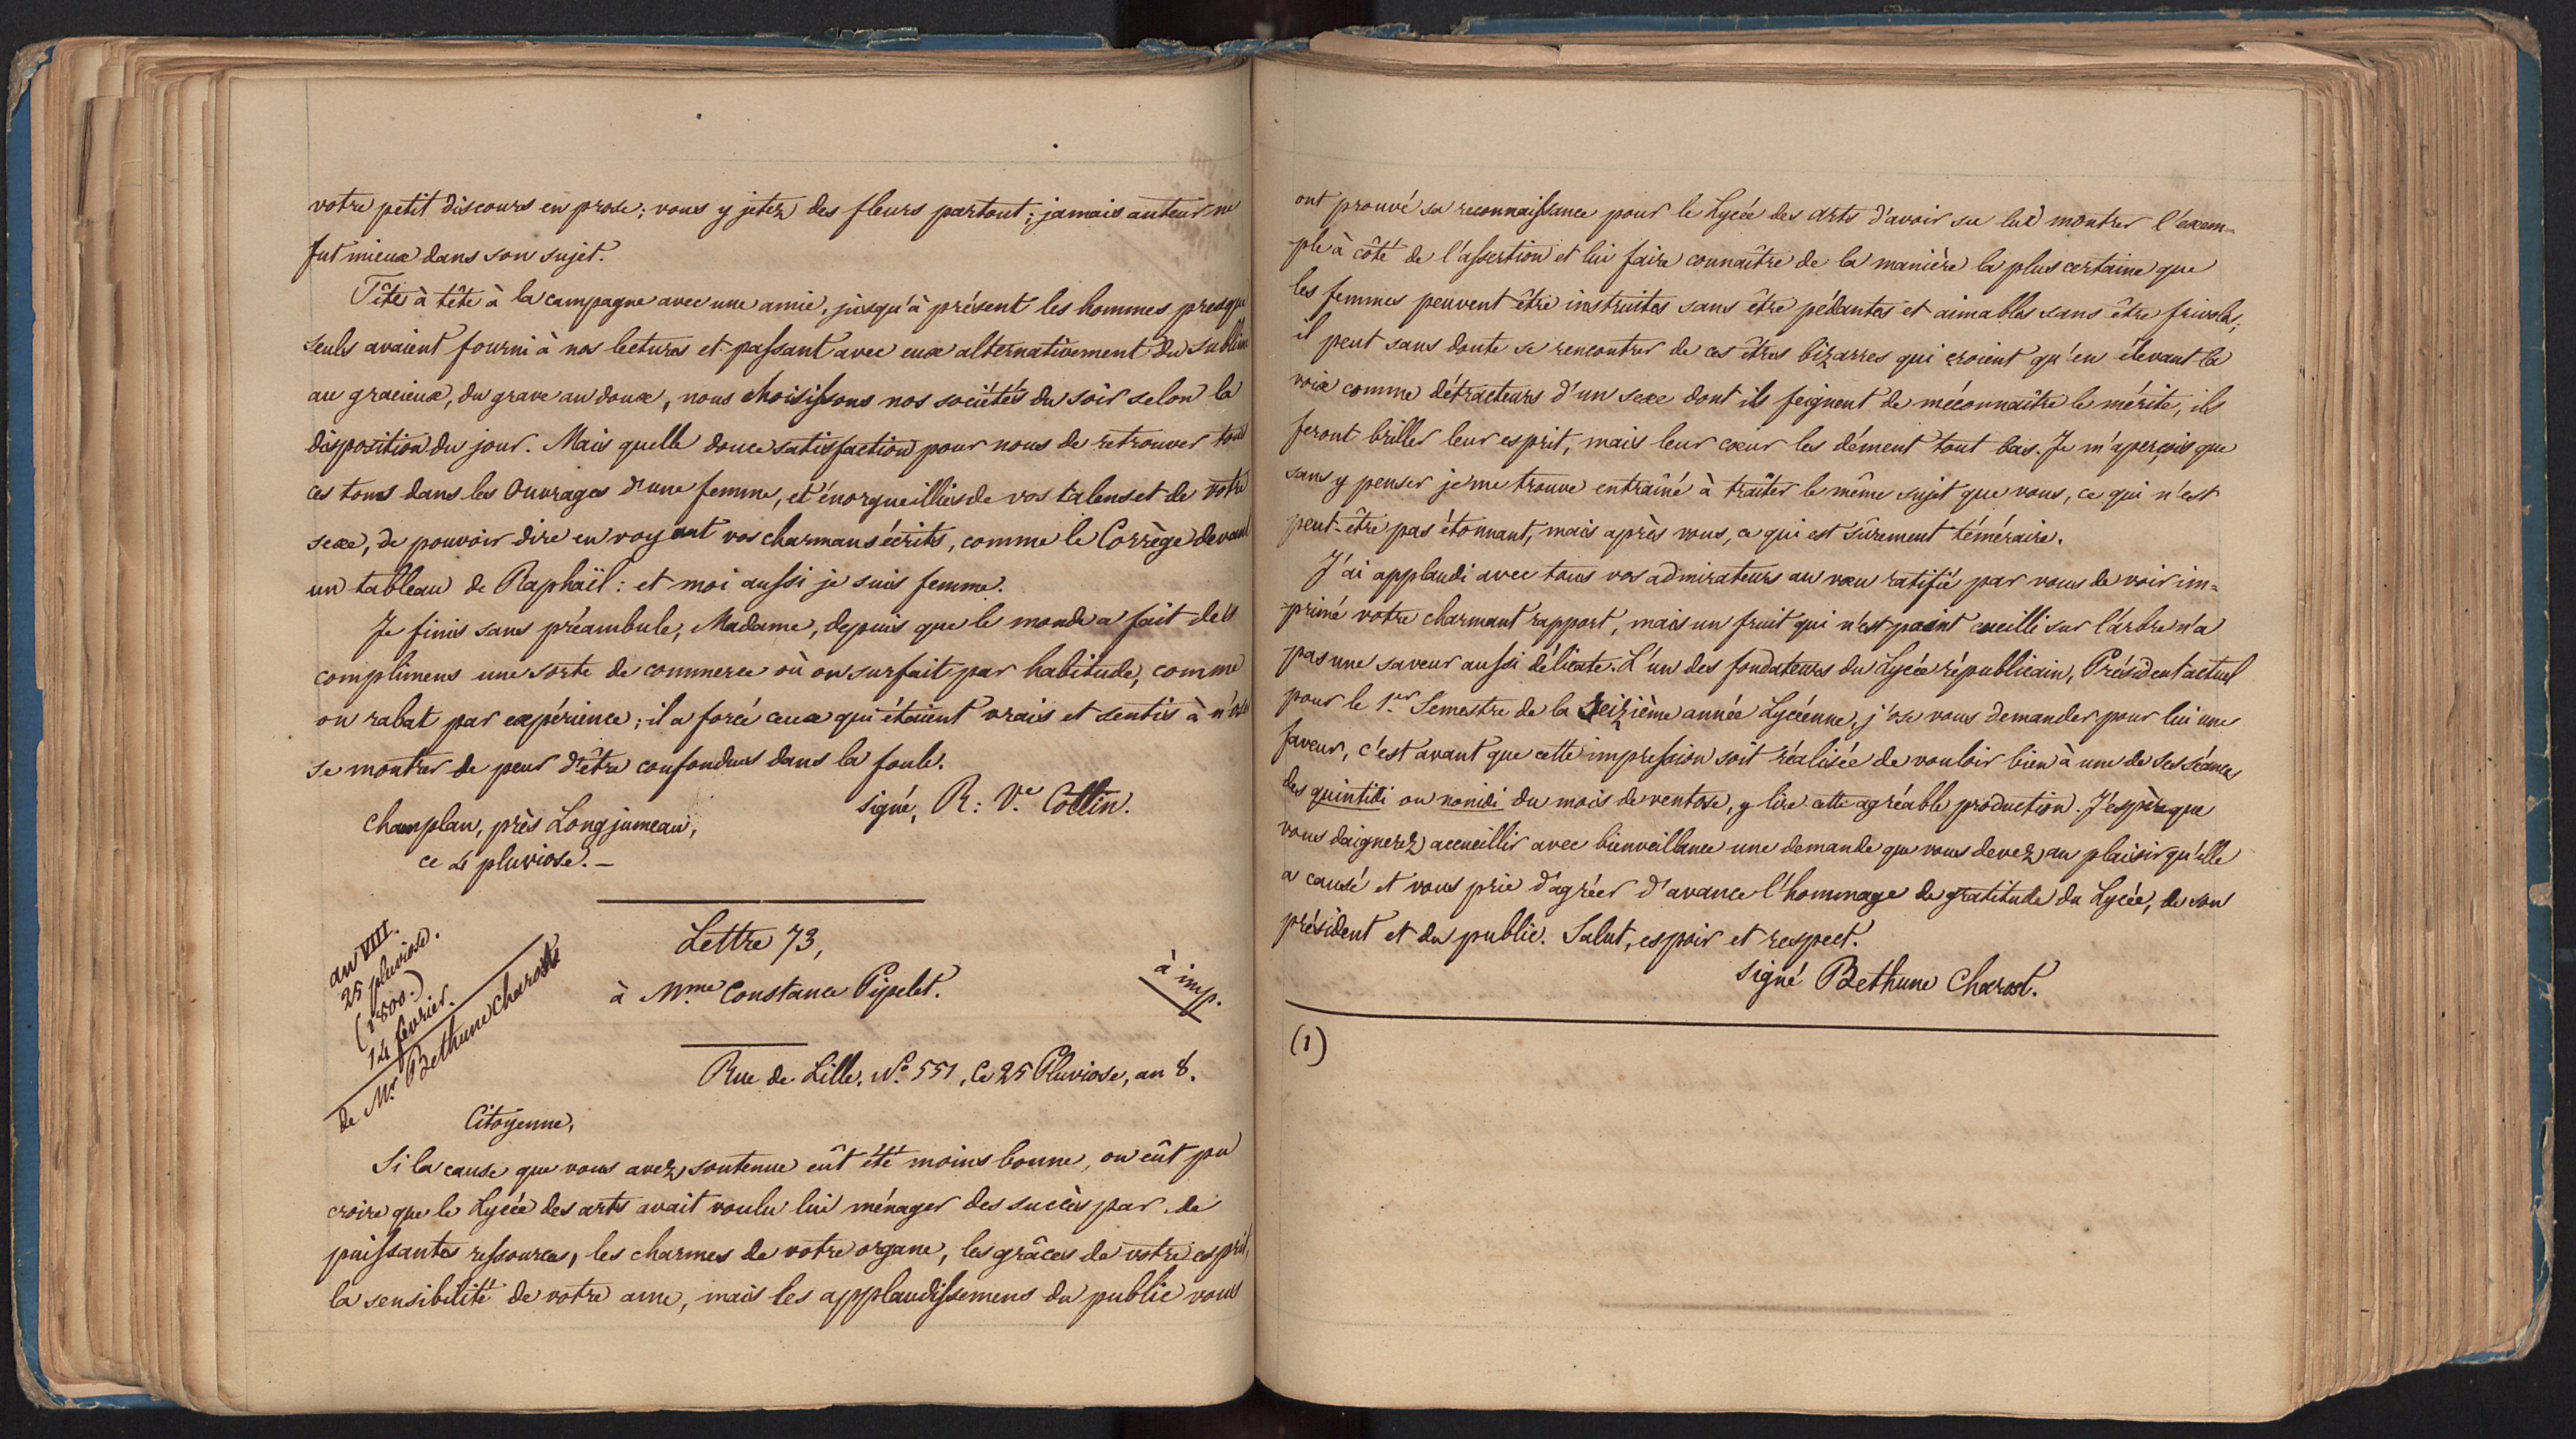 votre petit discours en prose; vous y jetez des fleurs partout; jamais auteur ne
fut mieux dans son sujet.
Tête à tête à la campagne avec une amie, jusqu'à présent les hommes presque
seuls avaient fourni à nos lectures et passant avec eux alternativement du sublime
au gracieux, du grave au doux, nous choisissons nos sociétés du soir selon la
disposition du jour. Mais quelle douce satisfaction pour nous de retrouver tous
ces tons dans les Ouvrages d'une femme, et énorgueillies de vos talens et de votre
sexe, de pouvoir dire en voyant vos charmans écrits, comme le Corrège devant
un tableau de Raphaël: et moi aussi je suis femme.
Je finis sans préambule, Madame, depuis que le monde a fait des
complimens une sorte de commerce où on surfait par habitude, comme
on rabat par expérience; il a forcé ceux qui étaient vrais et sentis à n'oser
se montrer de peur d'être confondus dans la foule.
signé, R: Ve. Collin.
Champlan, près Longjumeau,
ce 4 pluviose.—
an VIII.
25 pluviose.
(1800.)
14 février.
de Mr. Bethune Charost
Lettre 73,
à Mme Constance Pipelet.
à imp.
Rue de Lille, No. 551, Ce 25 Pluviose, an 8.
Citoyenne,
Si la cause que vous avez soutenue eût été moins bonne, on eût pu
croire que le Lycée des arts avait voulu lui ménager des succès par de
puissantes ressources, les charmes de votre organe, les grâces de votre esprit,
la sensibilité de votre ame, mais les applaudissemens du public vous
ont prouvé sa reconnaissance pour le Lycée des arts d'avoir su lui montrer l'exem=
ple à côté de l'assertion et lui faire connaître de la manière la plus certaine que
les femmes peuvent être instruites sans être pédantes et aimables sans être frivoles;
il peut sans doute se rencontrer de ces êtres bizarres qui croient qu'en élevant la
voix comme détracteurs d'un sexe dont ils feignent de méconnaître le mérite, ils
feront briller leur esprit, mais leur cœur les dément tout bas. Je m'aperçois que
sans y penser je me trouve entraîné à traîter le même sujet que vous, ce qui n'est
peut-être pas étonnant, mais après vous, ce qui est sûrement téméraire.
J'ai applaudi avec tous vos admirateurs au vœu ratifié par vous de voir im=
primé votre charmant rapport, mais un fruit qui n'est point cueilli sur l'arbre n'a
pas une saveur aussi délicate. L'un des fondateurs du Lycée républicain, Président actuel
pour le 1er Semestre de la Seizième année Lycéenne, j'ose vous demander pour lui une
faveur, c'est avant que cette impression soit réalisée de vouloir bien à une de ses séances
des quintidi ou nonidi du mois de ventose, y lire cette agréable production. J'espère que
vous daignerez accueillir avec bienveillance une demande que vous devez au plaisir qu'elle
a causé et vous prie d'agréer d'avance l'hommage de gratitude du Lycée, de son
président et du public. Salut, espoir et respect.
signé Bethune Charost.
(1)